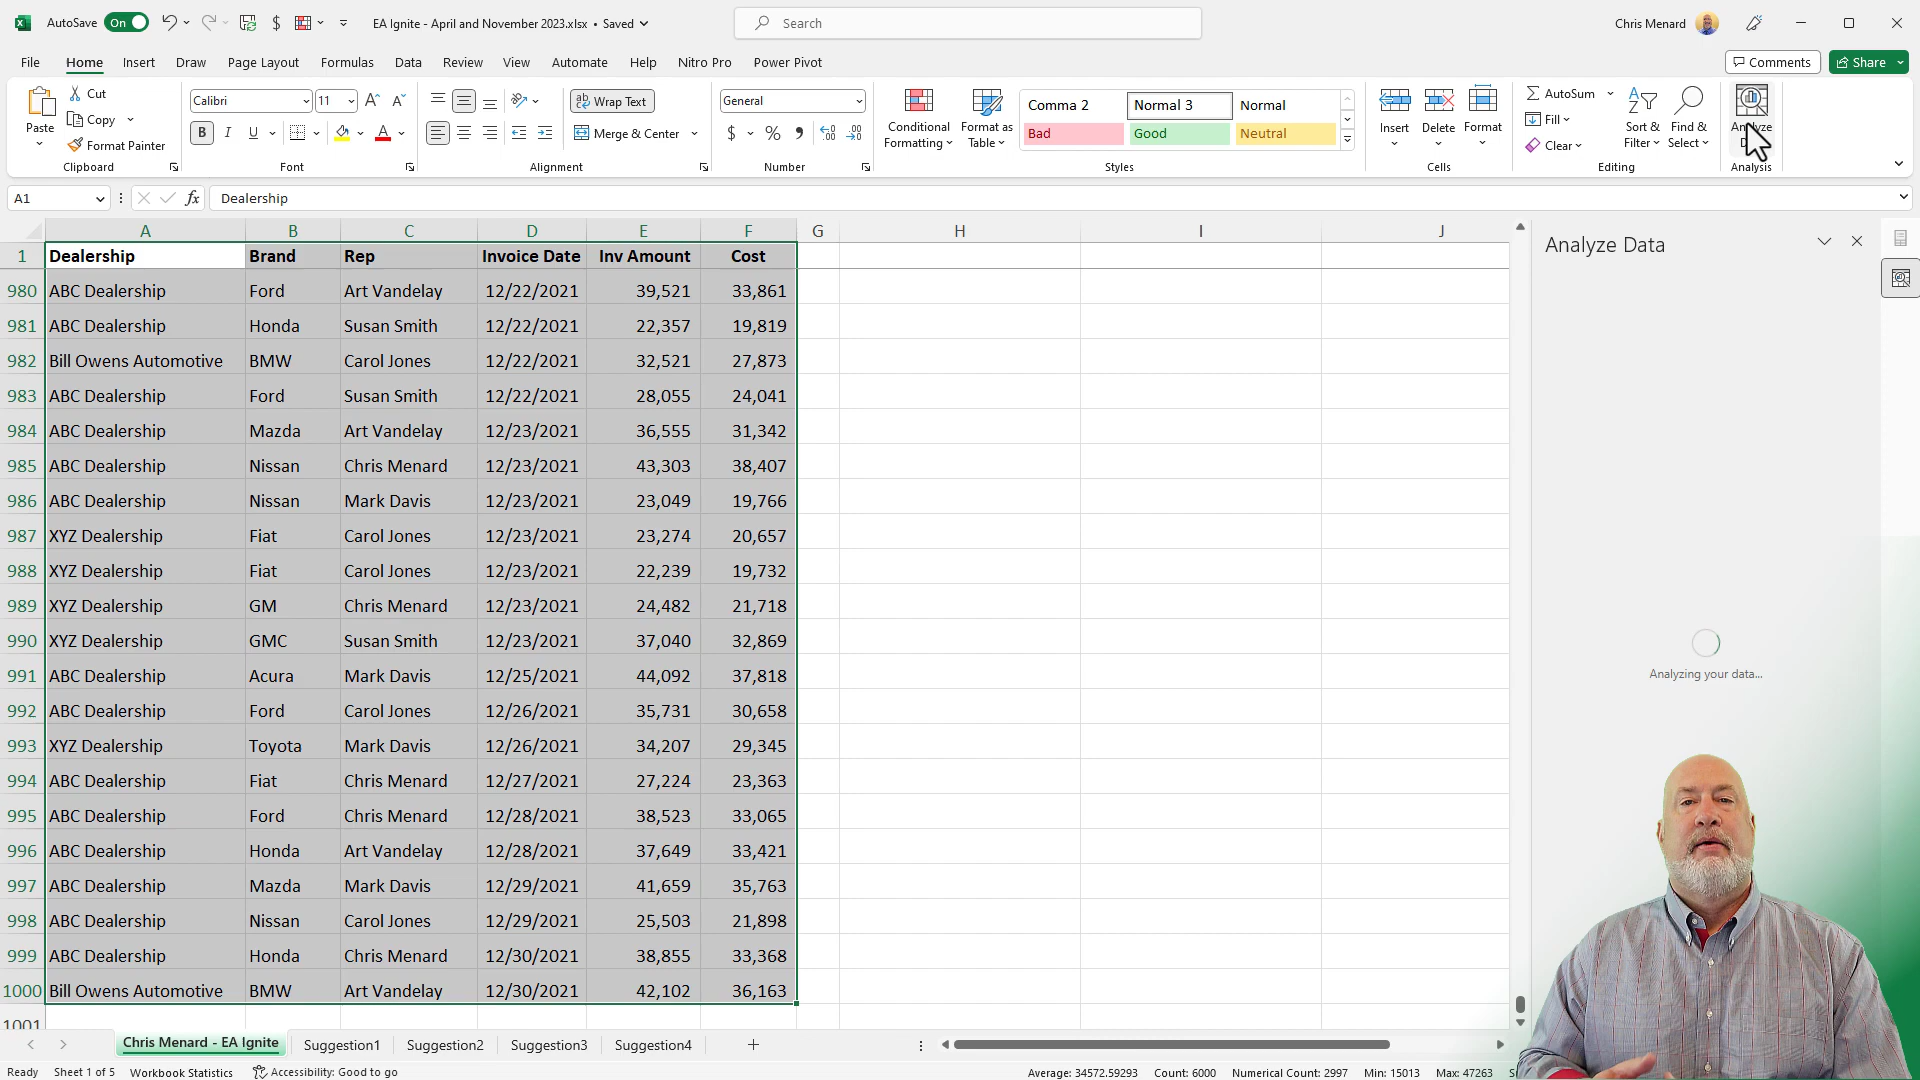 AutoSave On $ EA Ignite - April and November 2023.xlsx • Saved Search Chris Menard
File Home Insert Draw Page Layout Formulas Data Review View Automate Help Nitro Pro Power Pivot Comments Share
Paste Cut Copy Format Painter Clipboard
Calibri 11 B I U A Font
Wrap Text Merge & Center Alignment
General $ % Number
Conditional Formatting Format as Table
Comma 2 Normal 3 Normal
Bad Good Neutral
Styles
Insert Delete Format
Cells
AutoSum Fill Clear
Sort & Filter Find & Select
Editing
Analyze
Analysis
A1 fx Dealership
A B C D E F G H I J
1 Dealership Brand Rep Invoice Date Inv Amount Cost
980 ABC Dealership Ford Art Vandelay 12/22/2021 39,521 33,861
981 ABC Dealership Honda Susan Smith 12/22/2021 22,357 19,819
982 Bill Owens Automotive BMW Carol Jones 12/22/2021 32,521 27,873
983 ABC Dealership Ford Susan Smith 12/22/2021 28,055 24,041
984 ABC Dealership Mazda Art Vandelay 12/23/2021 36,555 31,342
985 ABC Dealership Nissan Chris Menard 12/23/2021 43,303 38,407
986 ABC Dealership Nissan Mark Davis 12/23/2021 23,049 19,766
987 XYZ Dealership Fiat Carol Jones 12/23/2021 23,274 20,657
988 XYZ Dealership Fiat Carol Jones 12/23/2021 22,239 19,732
989 XYZ Dealership GM Chris Menard 12/23/2021 24,482 21,718
990 XYZ Dealership GMC Susan Smith 12/23/2021 37,040 32,869
991 ABC Dealership Acura Mark Davis 12/25/2021 44,092 37,818
992 ABC Dealership Ford Carol Jones 12/26/2021 35,731 30,658
993 XYZ Dealership Toyota Mark Davis 12/26/2021 34,207 29,345
994 ABC Dealership Fiat Chris Menard 12/27/2021 27,224 23,363
995 ABC Dealership Ford Chris Menard 12/28/2021 38,523 33,065
996 ABC Dealership Honda Art Vandelay 12/28/2021 37,649 33,421
997 ABC Dealership Mazda Mark Davis 12/29/2021 41,659 35,763
998 ABC Dealership Nissan Carol Jones 12/29/2021 25,503 21,898
999 ABC Dealership Honda Chris Menard 12/30/2021 38,855 33,368
1000 Bill Owens Automotive BMW Art Vandelay 12/30/2021 42,102 36,163
1001
Analyze Data
Analyzing your data...
Chris Menard - EA Ignite Suggestion1 Suggestion2 Suggestion3 Suggestion4
Ready Sheet 1 of 5 Workbook Statistics Accessibility: Good to go Average: 34572.59293 Count: 6000 Numerical Count: 2997 Min: 15013 Max: 47263